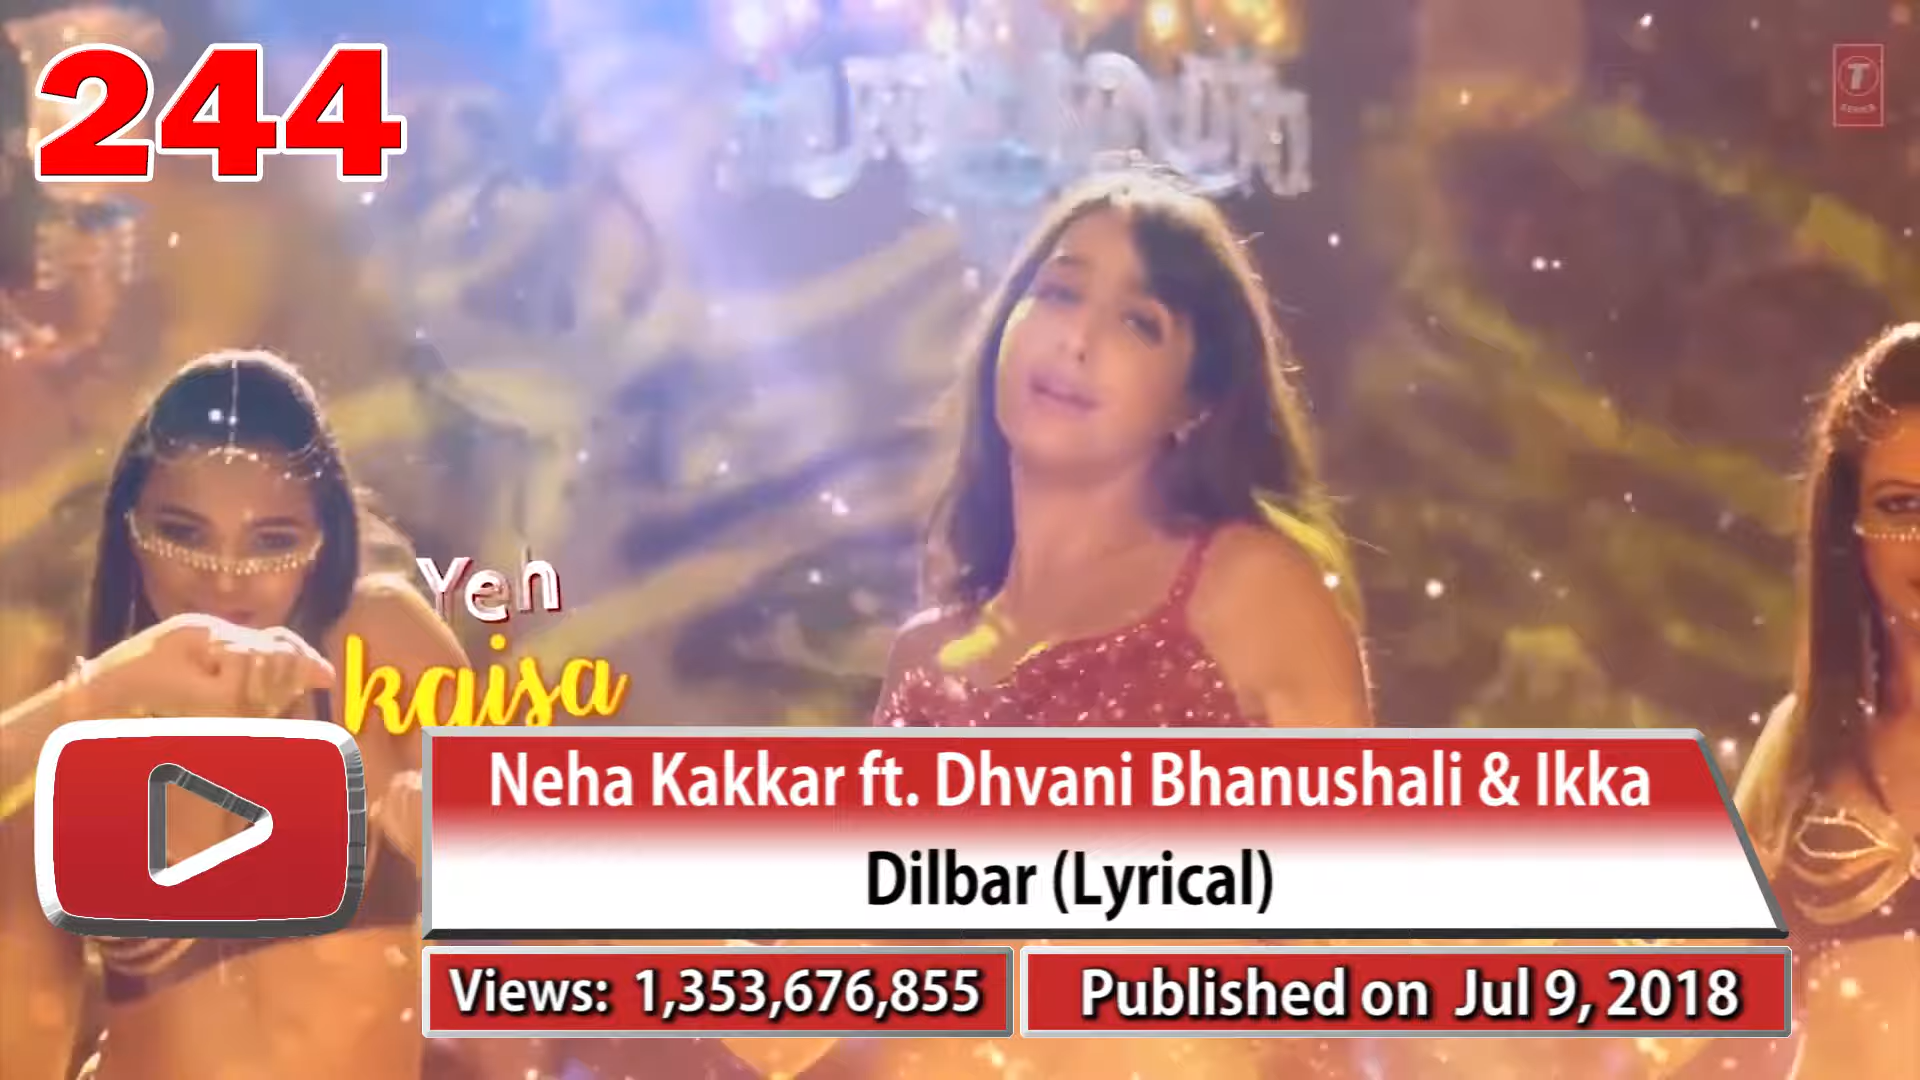 244
T
SERIES
Yeh
kaisa
Neha Kakkar ft. Dhvani Bhanushali & Ikka
Dilbar (Lyrical)
Views: 1,353,676,855
Published on Jul 9, 2018